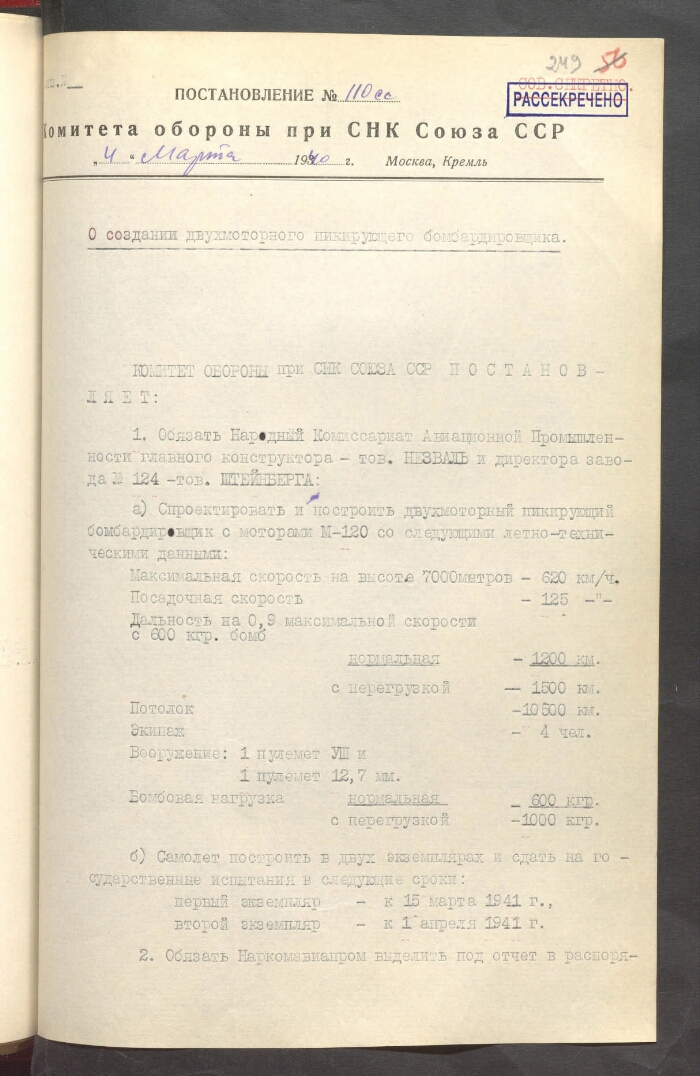 249 56
СОВ.СЕКРЕТНО.
РАССЕКРЕЧЕНО
ПОСТАНОВЛЕНИЕ № 110сс
Комитета обороны при СНК Союза ССР
„4“ Марта 1940 г. Москва, Кремль
О создании двухмоторного пикирующего бомбардировщика.
КОМИТЕТ ОБОРОНЫ при СНК СОЮЗА ССР П О С Т А Н О В -
Л Я Е Т:
1. Обязать Народный Комиссариат Авиационной Промышлен-
ности главного конструктора - тов. НЕЗВАЛЬ и директора заво-
да № 124 -тов. ШТЕЙНБЕРГА:
а) Спроектировать и построить двухмоторный пикирующий
бомбардировщик с моторами М-120 со следующими летно-техни-
ческими данными:
Максимальная скорость на высоте 7000метров - 620 км/ч.
Посадочная скорость - 125 -"-
Дальность на 0,9 максимальной скорости
с 600 кгр. бомб
нормальная - 1200 км.
с перегрузкой - 1500 км.
Потолок -10500 км.
Экипаж - 4 чел.
Вооружение: 1 пулемет УШ и
1 пулемет 12,7 мм.
Бомбовая нагрузка нормальная - 600 кгр.
с перегрузкой -1000 кгр.
б) Самолет построить в двух экземплярах и сдать на го -
сударственные испытания в следующие сроки:
первый экземпляр - к 15 марта 1941 г.,
второй экземпляр - к 1 апреля 1941 г.
2. Обязать Наркомавиапром выделить под отчет в распоря-